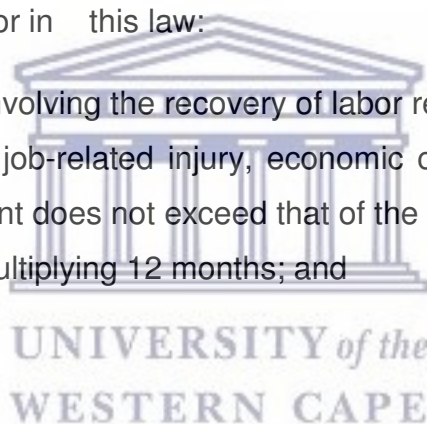 or in this law:
nvolving the recovery of labor re
job-related injury, economic c
nt does not exceed that of the
ultiplying 12 months; and
UNIVERSITY of the
WESTERN CAPE